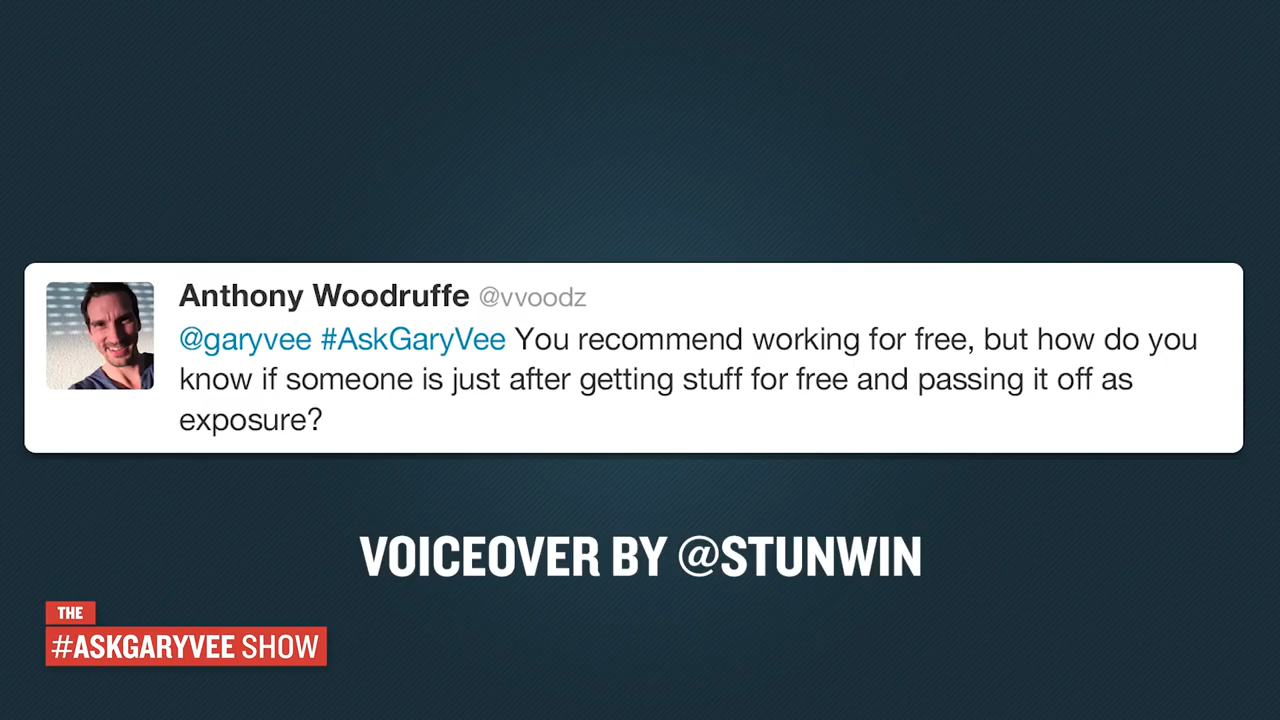 Anthony Woodruffe @vvoodz
@garyvee #AskGaryVee You recommend working for free, but how do you
know if someone is just after getting stuff for free and passing it off as
exposure?
VOICEOVER BY @STUNWIN
THE
#ASKGARYVEE SHOW